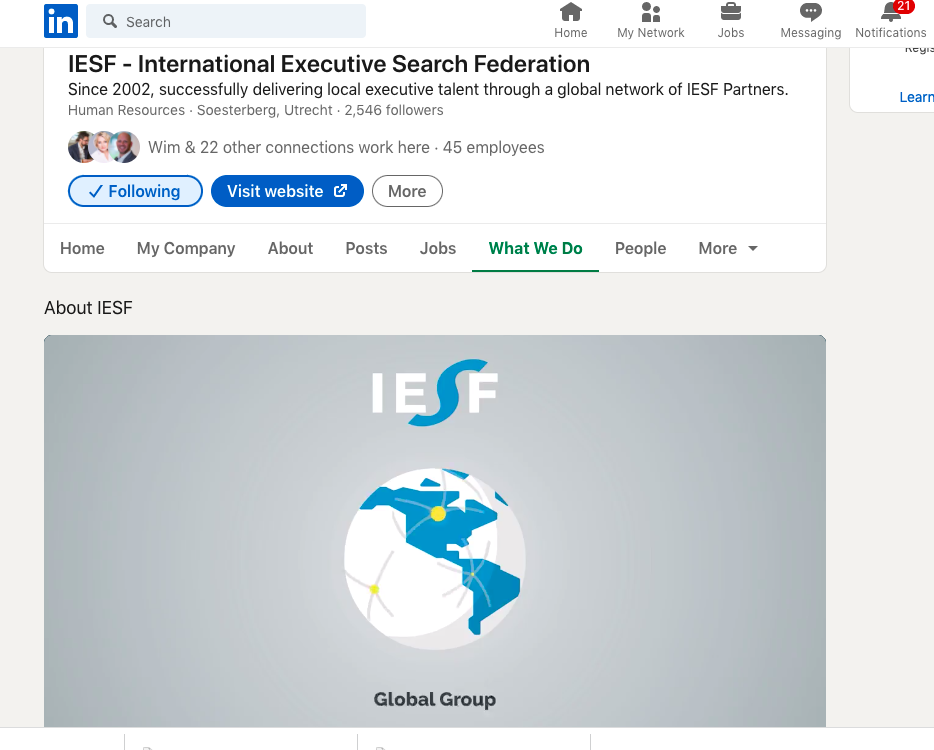 in
Search
Home
My Network
Jobs
Messaging
21
Notifications
IESF - International Executive Search Federation
Since 2002, successfully delivering local executive talent through a global network of IESF Partners.
Human Resources · Soesterberg, Utrecht · 2,546 followers
Wim & 22 other connections work here · 45 employees
Following
Visit website
More
Home
My Company
About
Posts
Jobs
What We Do
People
More
Learn
About IESF
IESF
Global Group